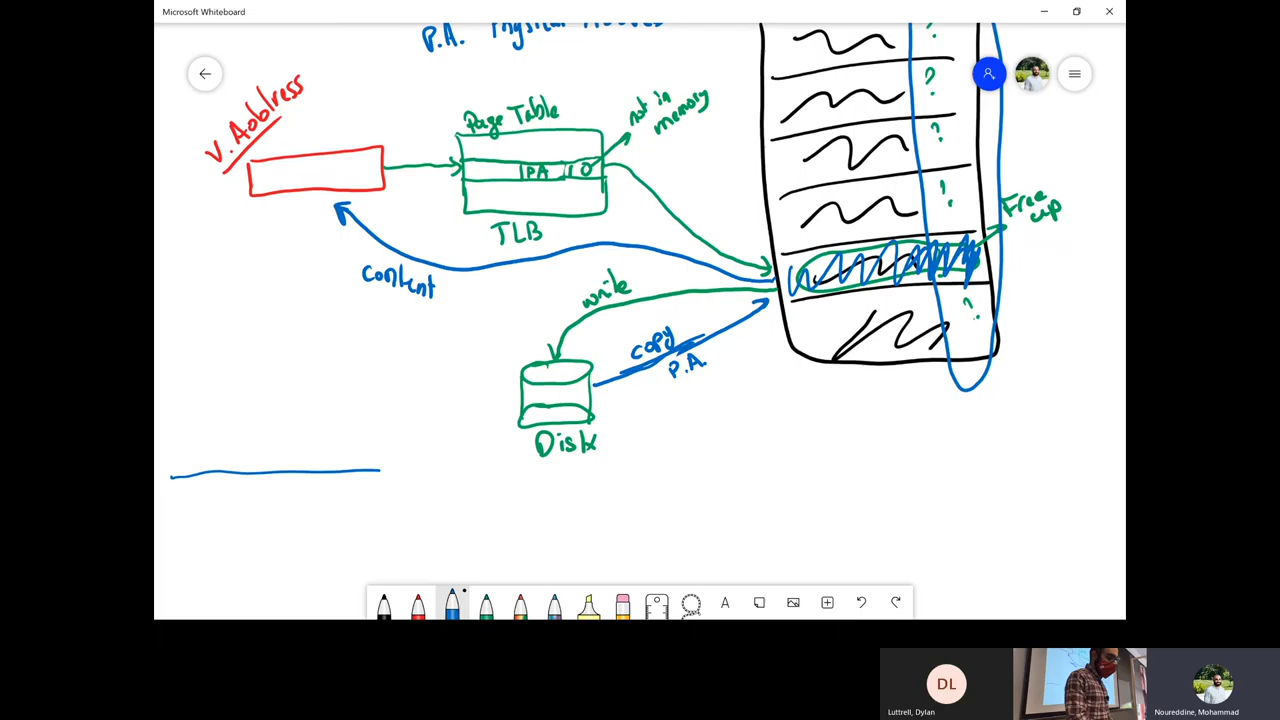 Microsoft Whiteboard
P.A. Physical
?
V. Address
Page Table
not in
memory
?
PA
1 0
?
TLB
?
Free
up
content
write
?
copy
P.A.
Disk
A
DL
Luttrell, Dylan
Noureddine, Mohammad